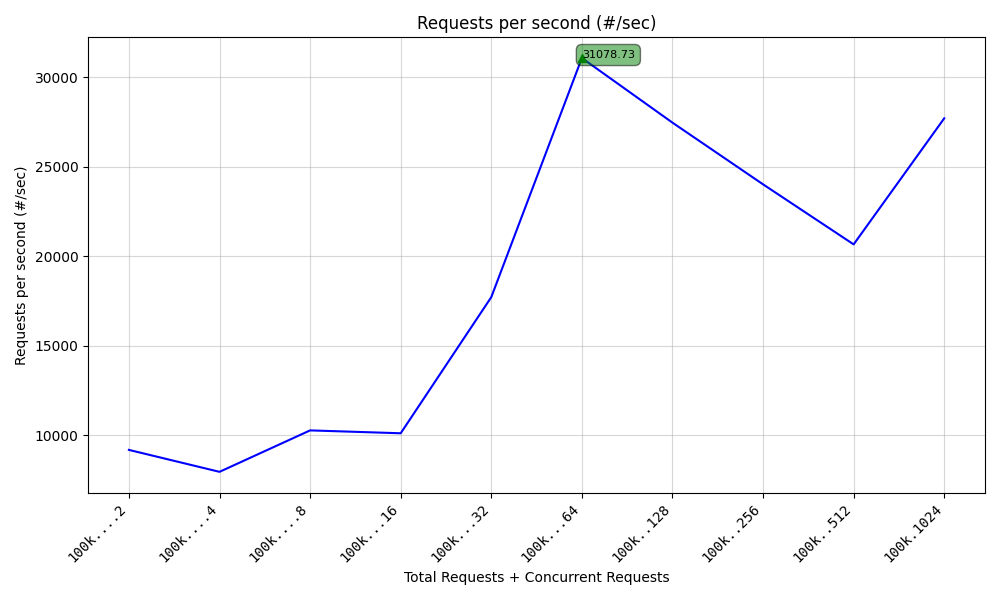 Requests per second (#/sec)
31078.73
30000
25000
20000
15000
10000
Requests per second (#/sec)
100k....2
100k....4
100k....8
100k...16
100k...32
100k...64
100k..128
100k..256
100k..512
100k.1024
Total Requests + Concurrent Requests